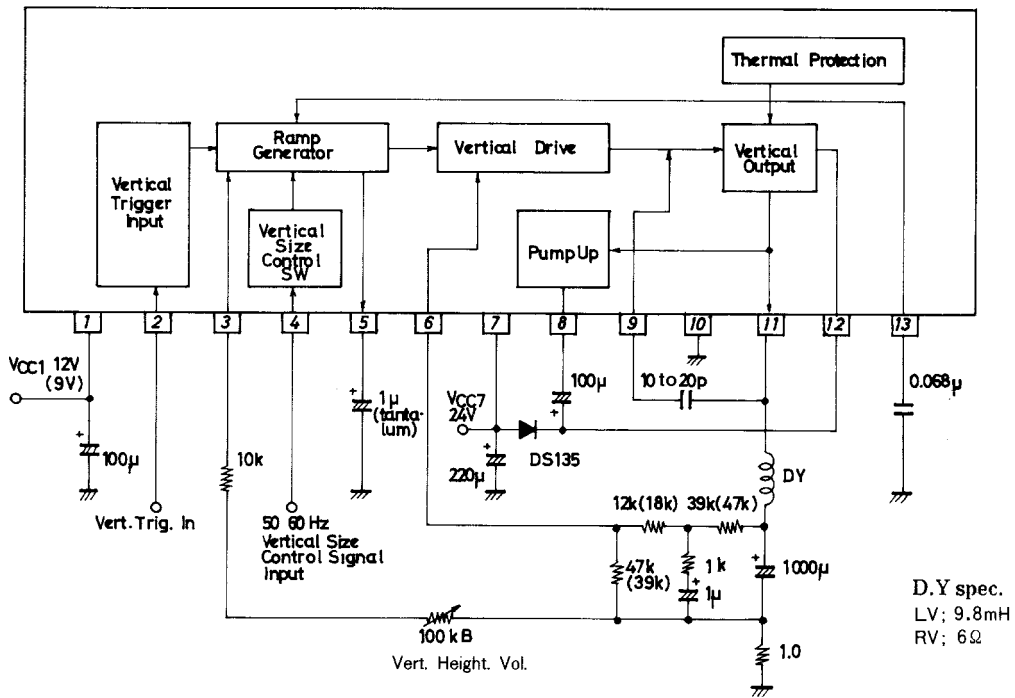 Thermal Protection
Ramp
Generator
Vertical Drive
Vertical
Output
Vertical
Trigger
Input
Vertical
Size
Control
SW
Pump Up
1
2
3
4
5
6
7
8
9
10
11
12
13
VCC1 12V
(9V)
100μ
Vert. Trig. In
10k
50 60 Hz
Vertical Size
Control Signal
Input
1μ
(tanta-
lum)
VCC7
24V
220μ
DS135
100μ
10 to 20p
0.068μ
DY
12k(18k)
39k(47k)
47k
(39k)
1k
1μ
1000μ
100kB
Vert. Height. Vol.
1.0
D.Y spec.
LV; 9.8mH
RV; 6Ω